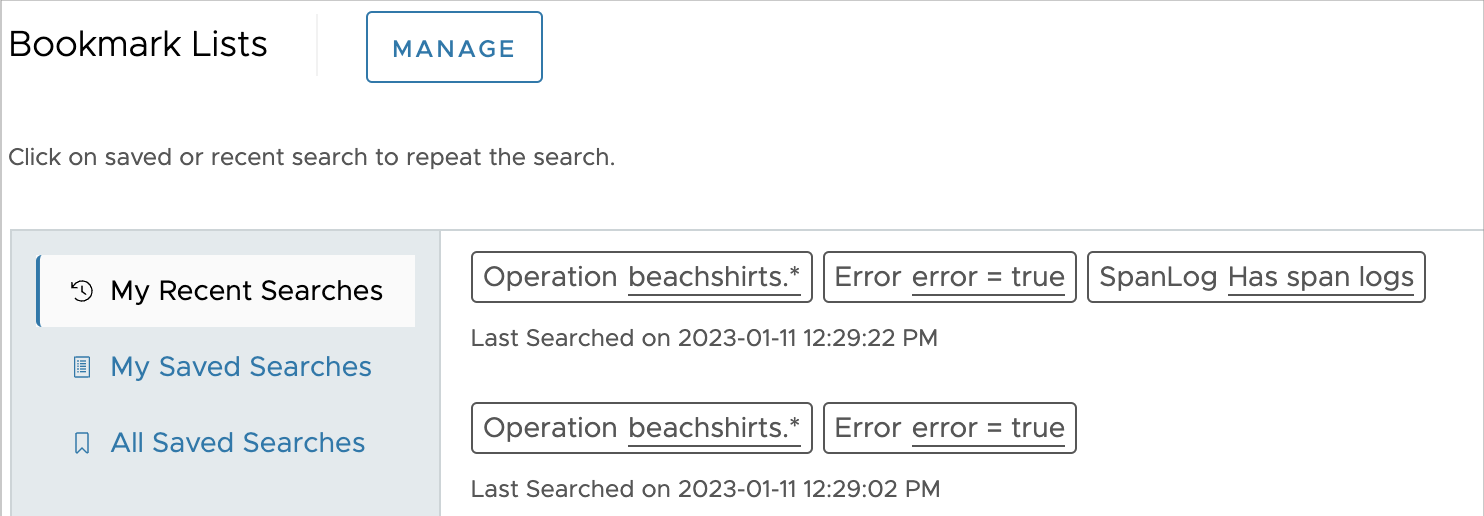 Bookmark Lists
MANAGE
Click on saved or recent search to repeat the search.
My Recent Searches
My Saved Searches
All Saved Searches
Operation beachshirts.* Error error = true SpanLog Has span logs
Last Searched on 2023-01-11 12:29:22 PM
Operation beachshirts.* Error error = true
Last Searched on 2023-01-11 12:29:02 PM